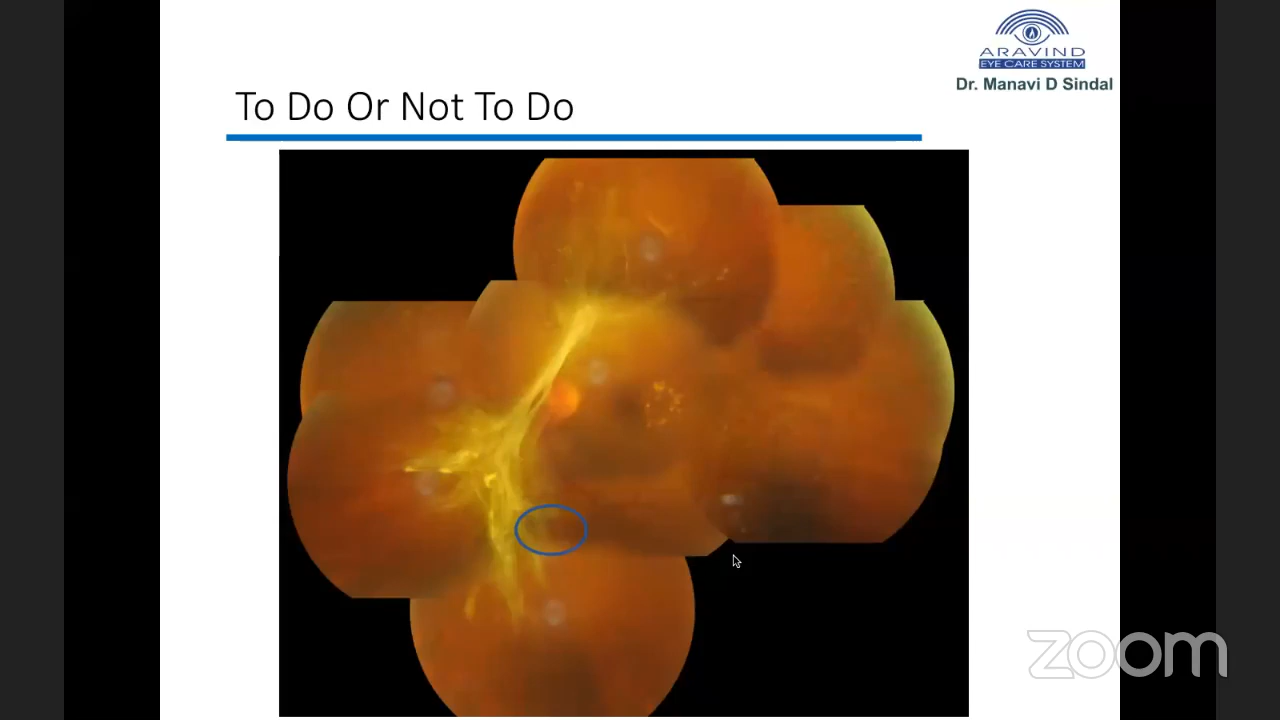 ARAVIND
EYE CARE SYSTEM
Dr. Manavi D Sindal
To Do Or Not To Do
zoom